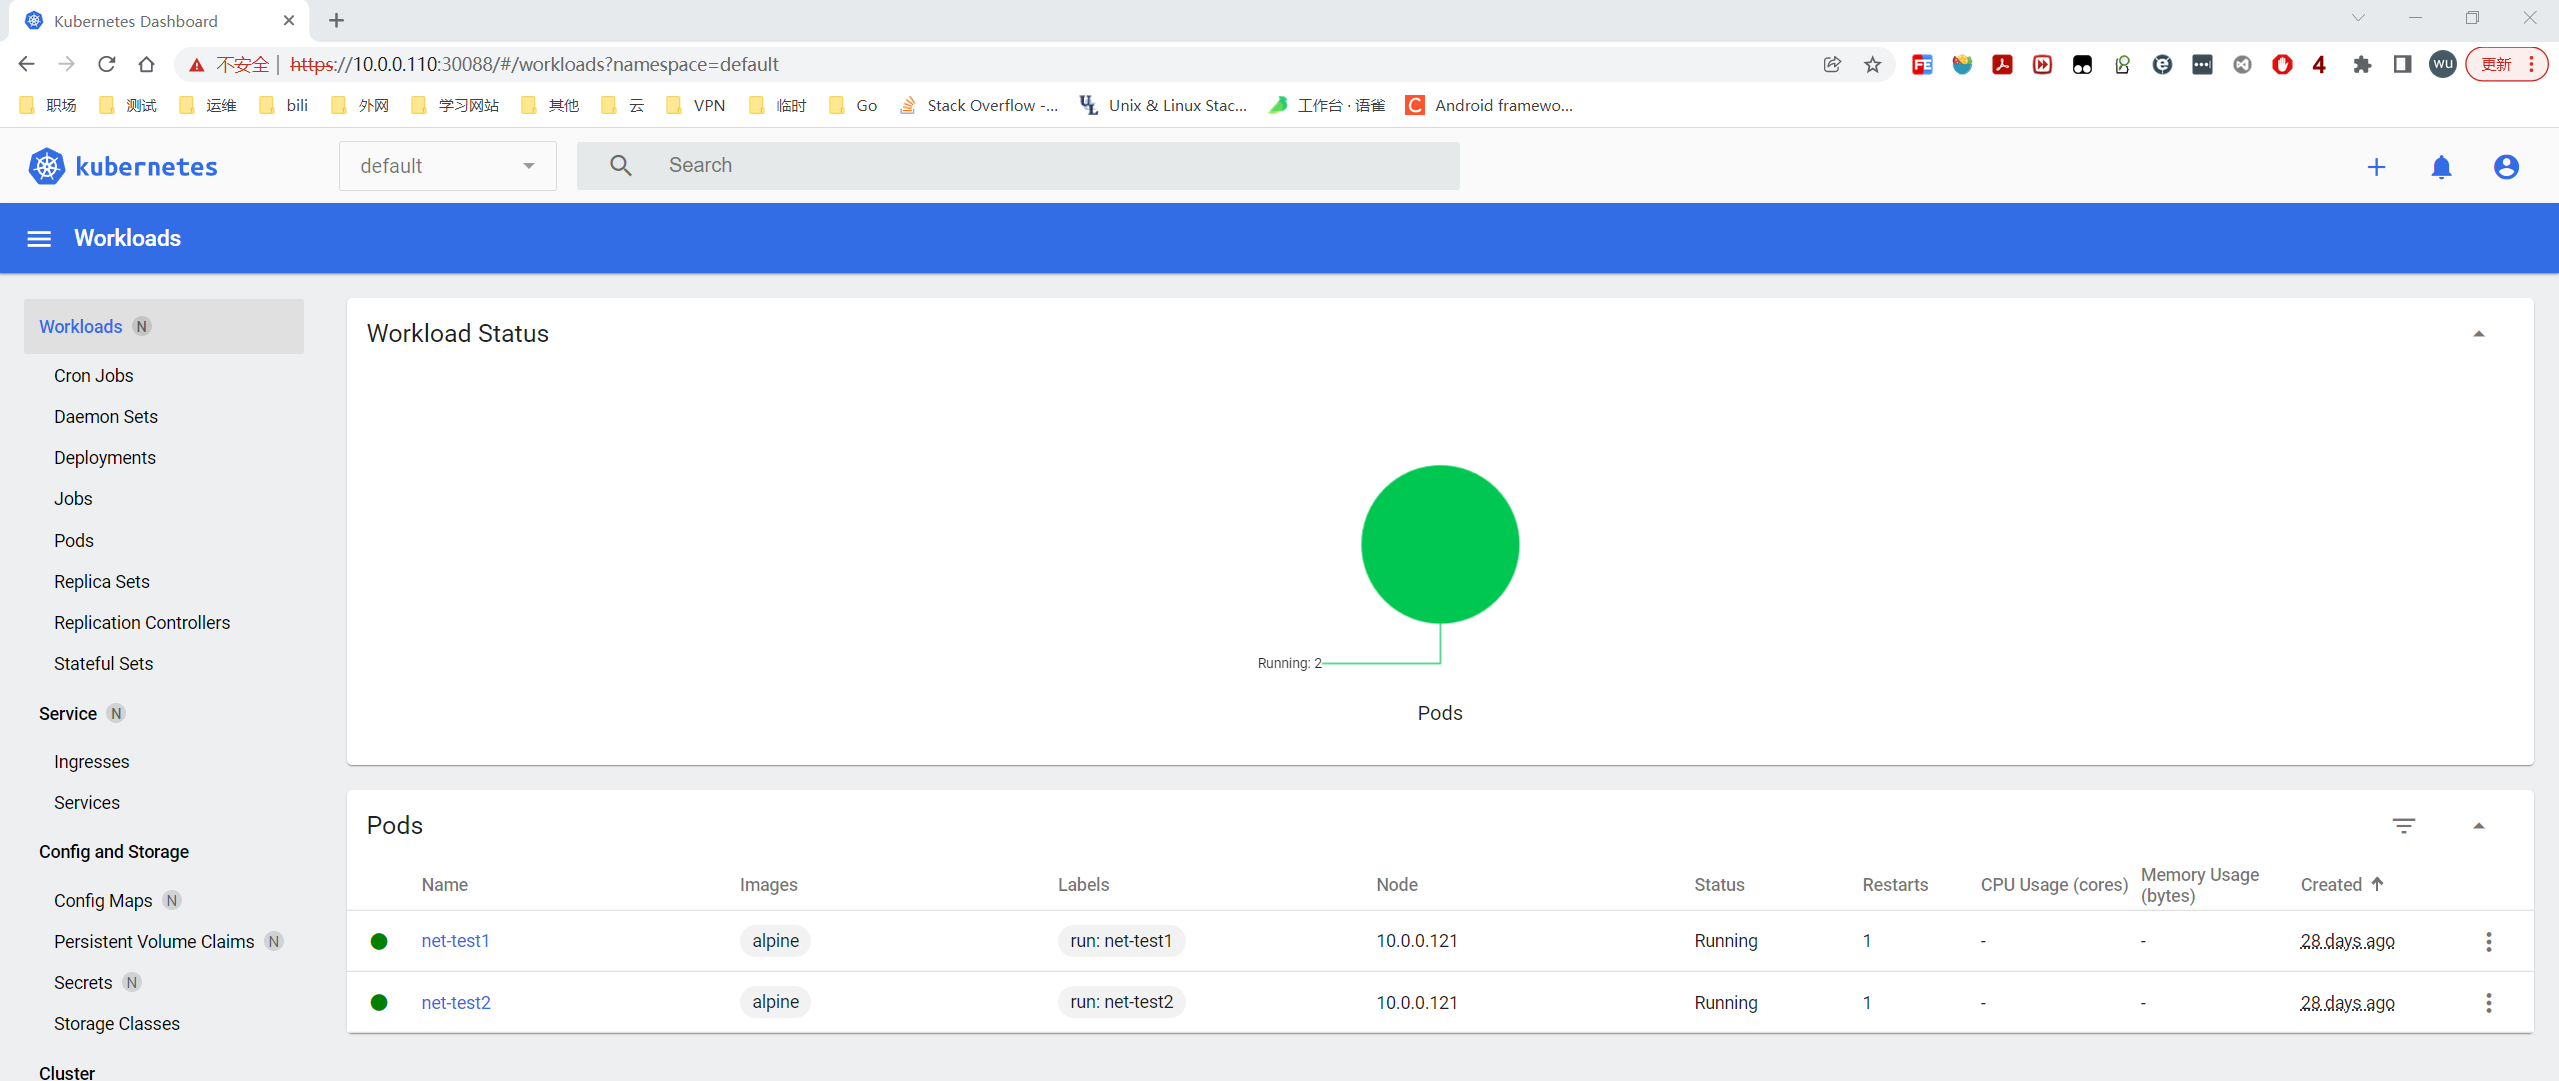 Kubernetes Dashboard
不安全 https://10.0.0.110:30088/#/workloads?namespace=default
wu
更新
职场 测试 运维 bili 外网 学习网站 其他 云 VPN 临时 Go Stack Overflow -... Unix & Linux Stac... 工作台 · 语雀 Android framewo...
kubernetes
default
Search
Workloads
Workloads N
Cron Jobs
Daemon Sets
Deployments
Jobs
Pods
Replica Sets
Replication Controllers
Stateful Sets
Service N
Ingresses
Services
Config and Storage
Config Maps N
Persistent Volume Claims N
Secrets N
Storage Classes
Cluster
Workload Status
Running: 2
Pods
Pods
Name Images Labels Node Status Restarts CPU Usage (cores) Memory Usage (bytes) Created
net-test1 alpine run: net-test1 10.0.0.121 Running 1 - - 28 days ago
net-test2 alpine run: net-test2 10.0.0.121 Running 1 - - 28 days ago